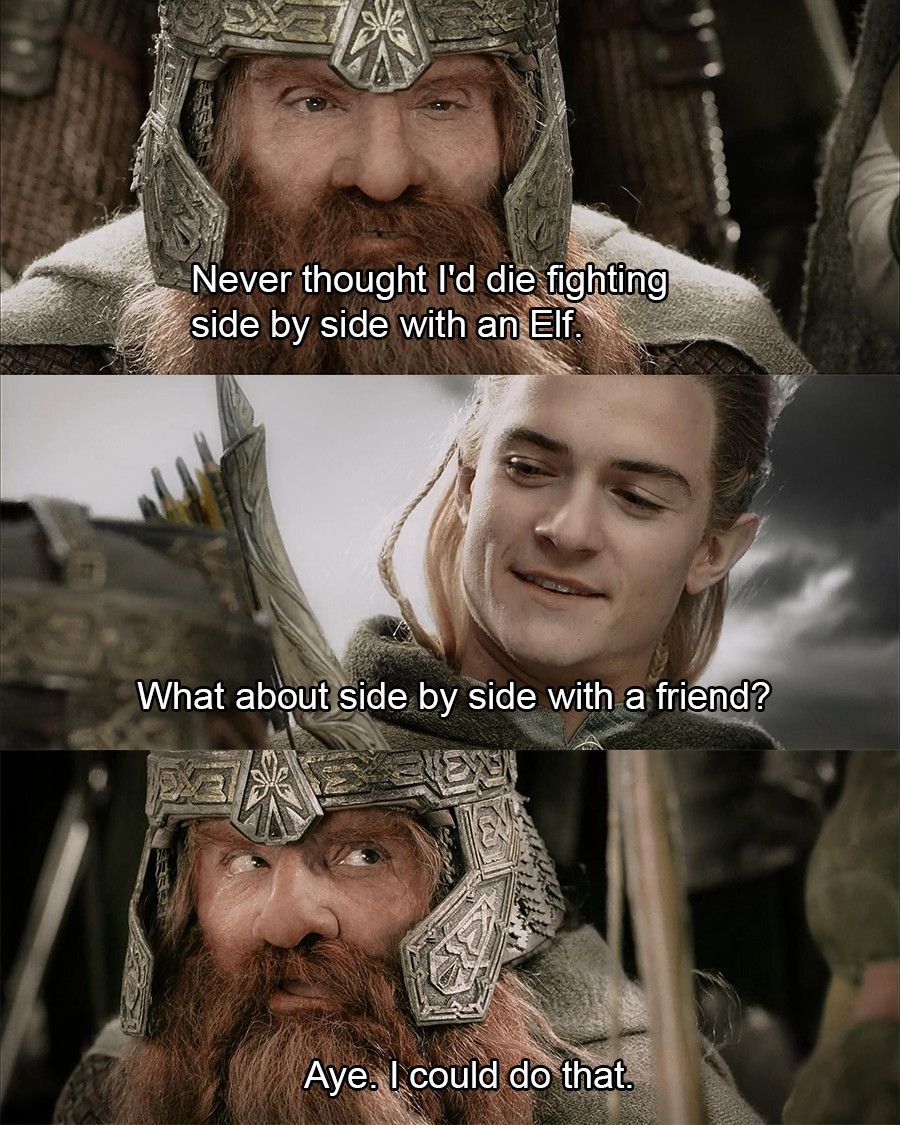 Never thought I'd die fighting
side by side with an Elf.
What about side by side with a friend?
Aye. I could do that.